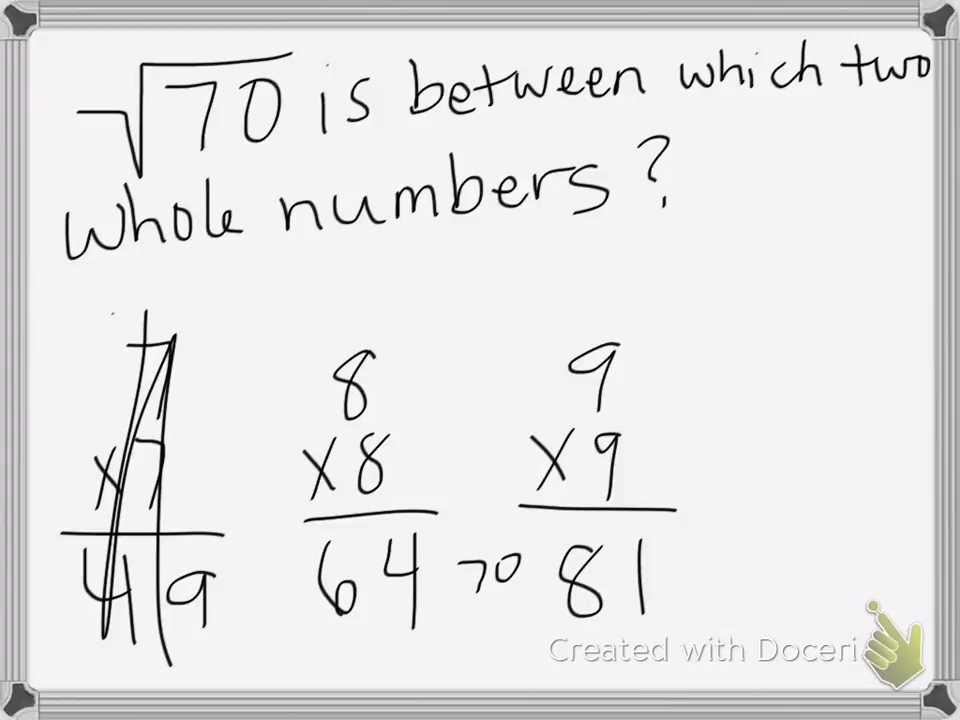 √70 is between which two
whole numbers?
7 8 9
x7 x8 x9
49 64 70 81
Created with Doceri